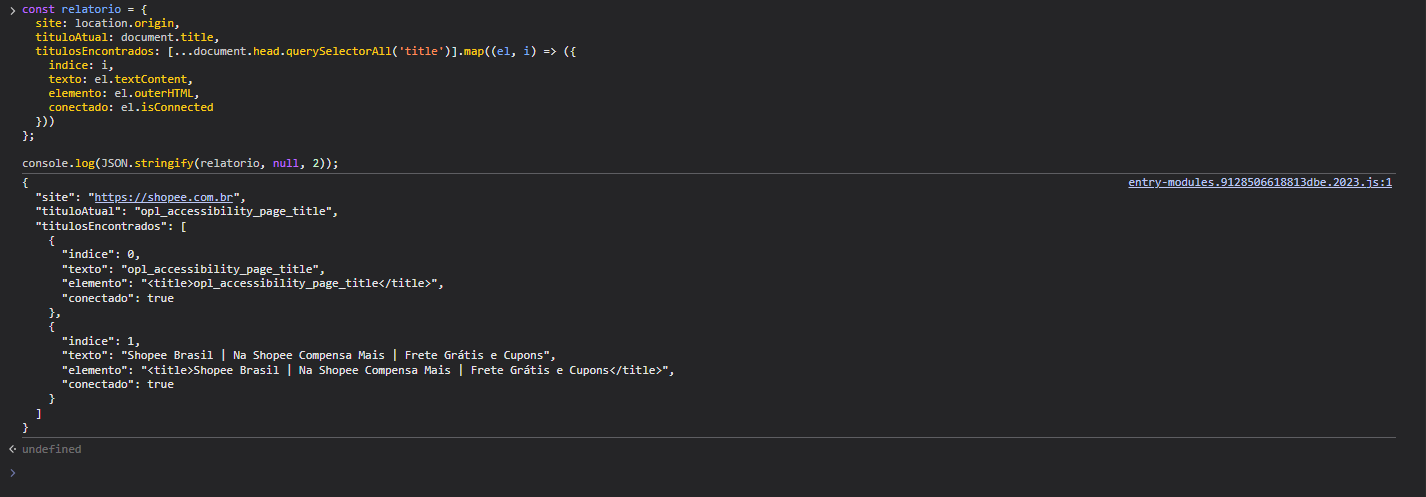 const relatorio = {
site: location.origin,
tituloAtual: document.title,
titulosEncontrados: [...document.head.querySelectorAll('title')].map((el, i) => ({
indice: i,
texto: el.textContent,
elemento: el.outerHTML,
conectado: el.isConnected
}))
};
console.log(JSON.stringify(relatorio, null, 2));
{ entry-modules.9128506618813dbe.2023.js:1
"site": "https://shopee.com.br",
"tituloAtual": "opl_accessibility_page_title",
"titulosEncontrados": [
{
"indice": 0,
"texto": "opl_accessibility_page_title",
"elemento": "<title>opl_accessibility_page_title</title>",
"conectado": true
},
{
"indice": 1,
"texto": "Shopee Brasil | Na Shopee Compensa Mais | Frete Grátis e Cupons",
"elemento": "<title>Shopee Brasil | Na Shopee Compensa Mais | Frete Grátis e Cupons</title>",
"conectado": true
}
]
}
undefined